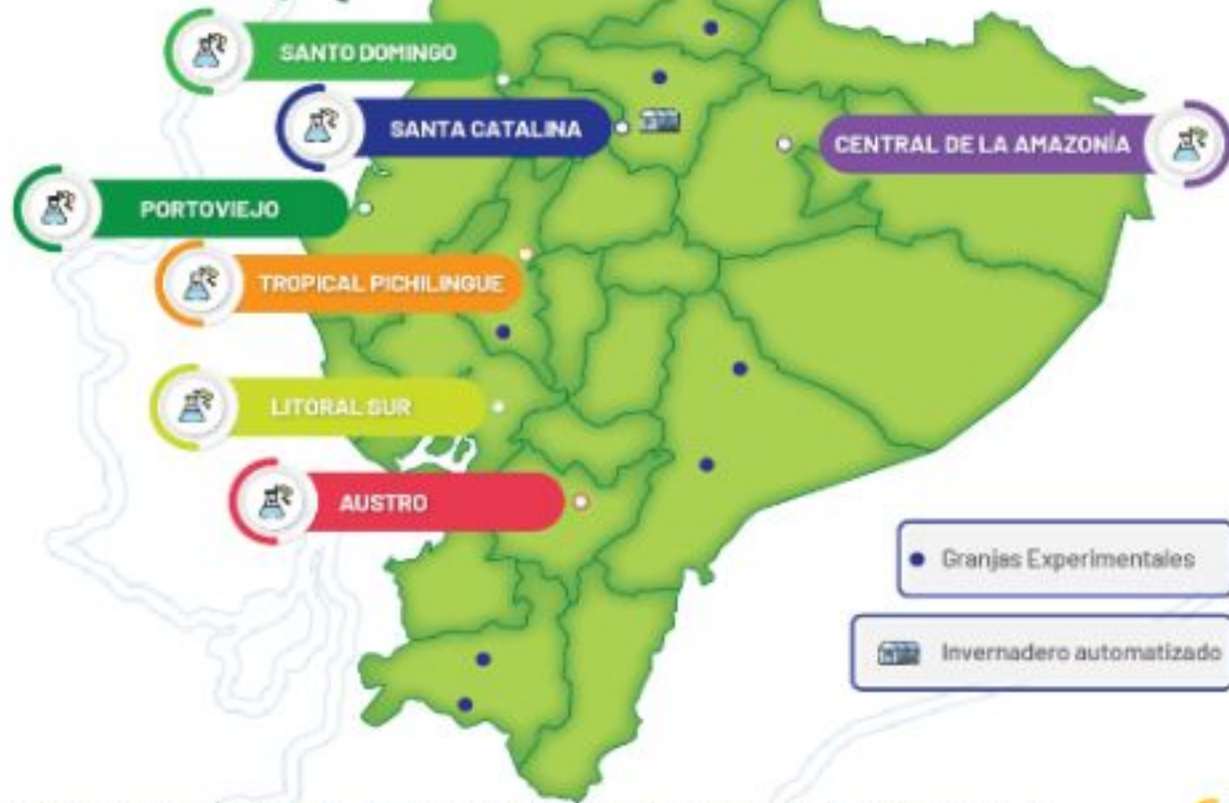 SANTO DOMINGO
SANTA CATALINA
CENTRAL DE LA AMAZONÍA
PORTOVIEJO
TROPICAL PICHILINGUE
LITORAL SUR
AUSTRO
Granjas Experimentales
Invernadero automatizado